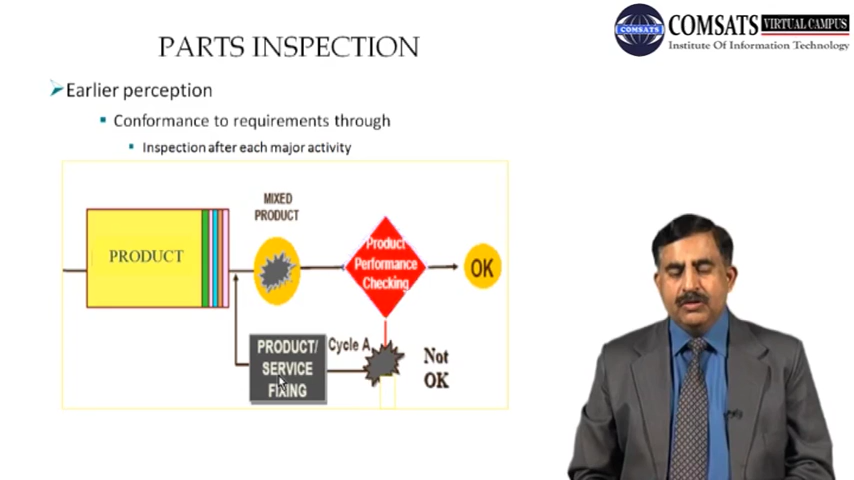 COMSATS
COMSATS VIRTUAL CAMPUS
Institute Of Information Technology
PARTS INSPECTION
Earlier perception
Conformance to requirements through
Inspection after each major activity
MIXED
PRODUCT
PRODUCT
Product
Performance
Checking
OK
PRODUCT/
SERVICE
FIXING
Cycle A
Not
OK